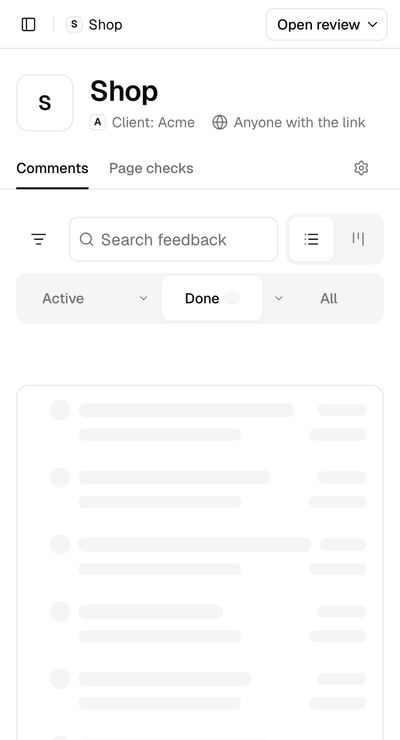 S Shop
Open review
S
Shop
A Client: Acme
Anyone with the link
Comments
Page checks
Search feedback
Active
Done
All